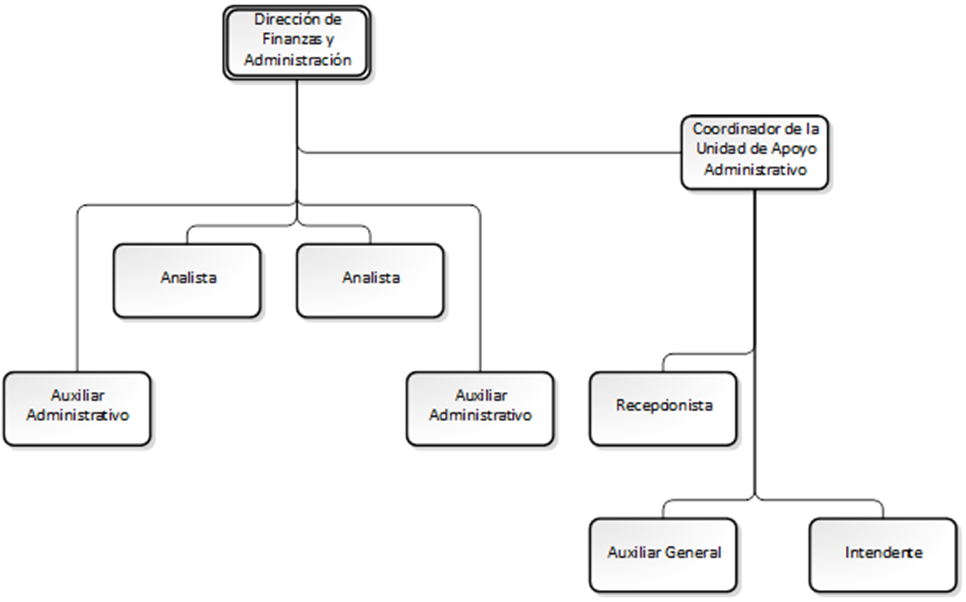 Dirección de
Finanzas y
Administración
Coordinador de la
Unidad de Apoyo
Administrativo
Analista
Analista
Auxiliar
Administrativo
Auxiliar
Administrativo
Recepcionista
Auxiliar General
Intendente